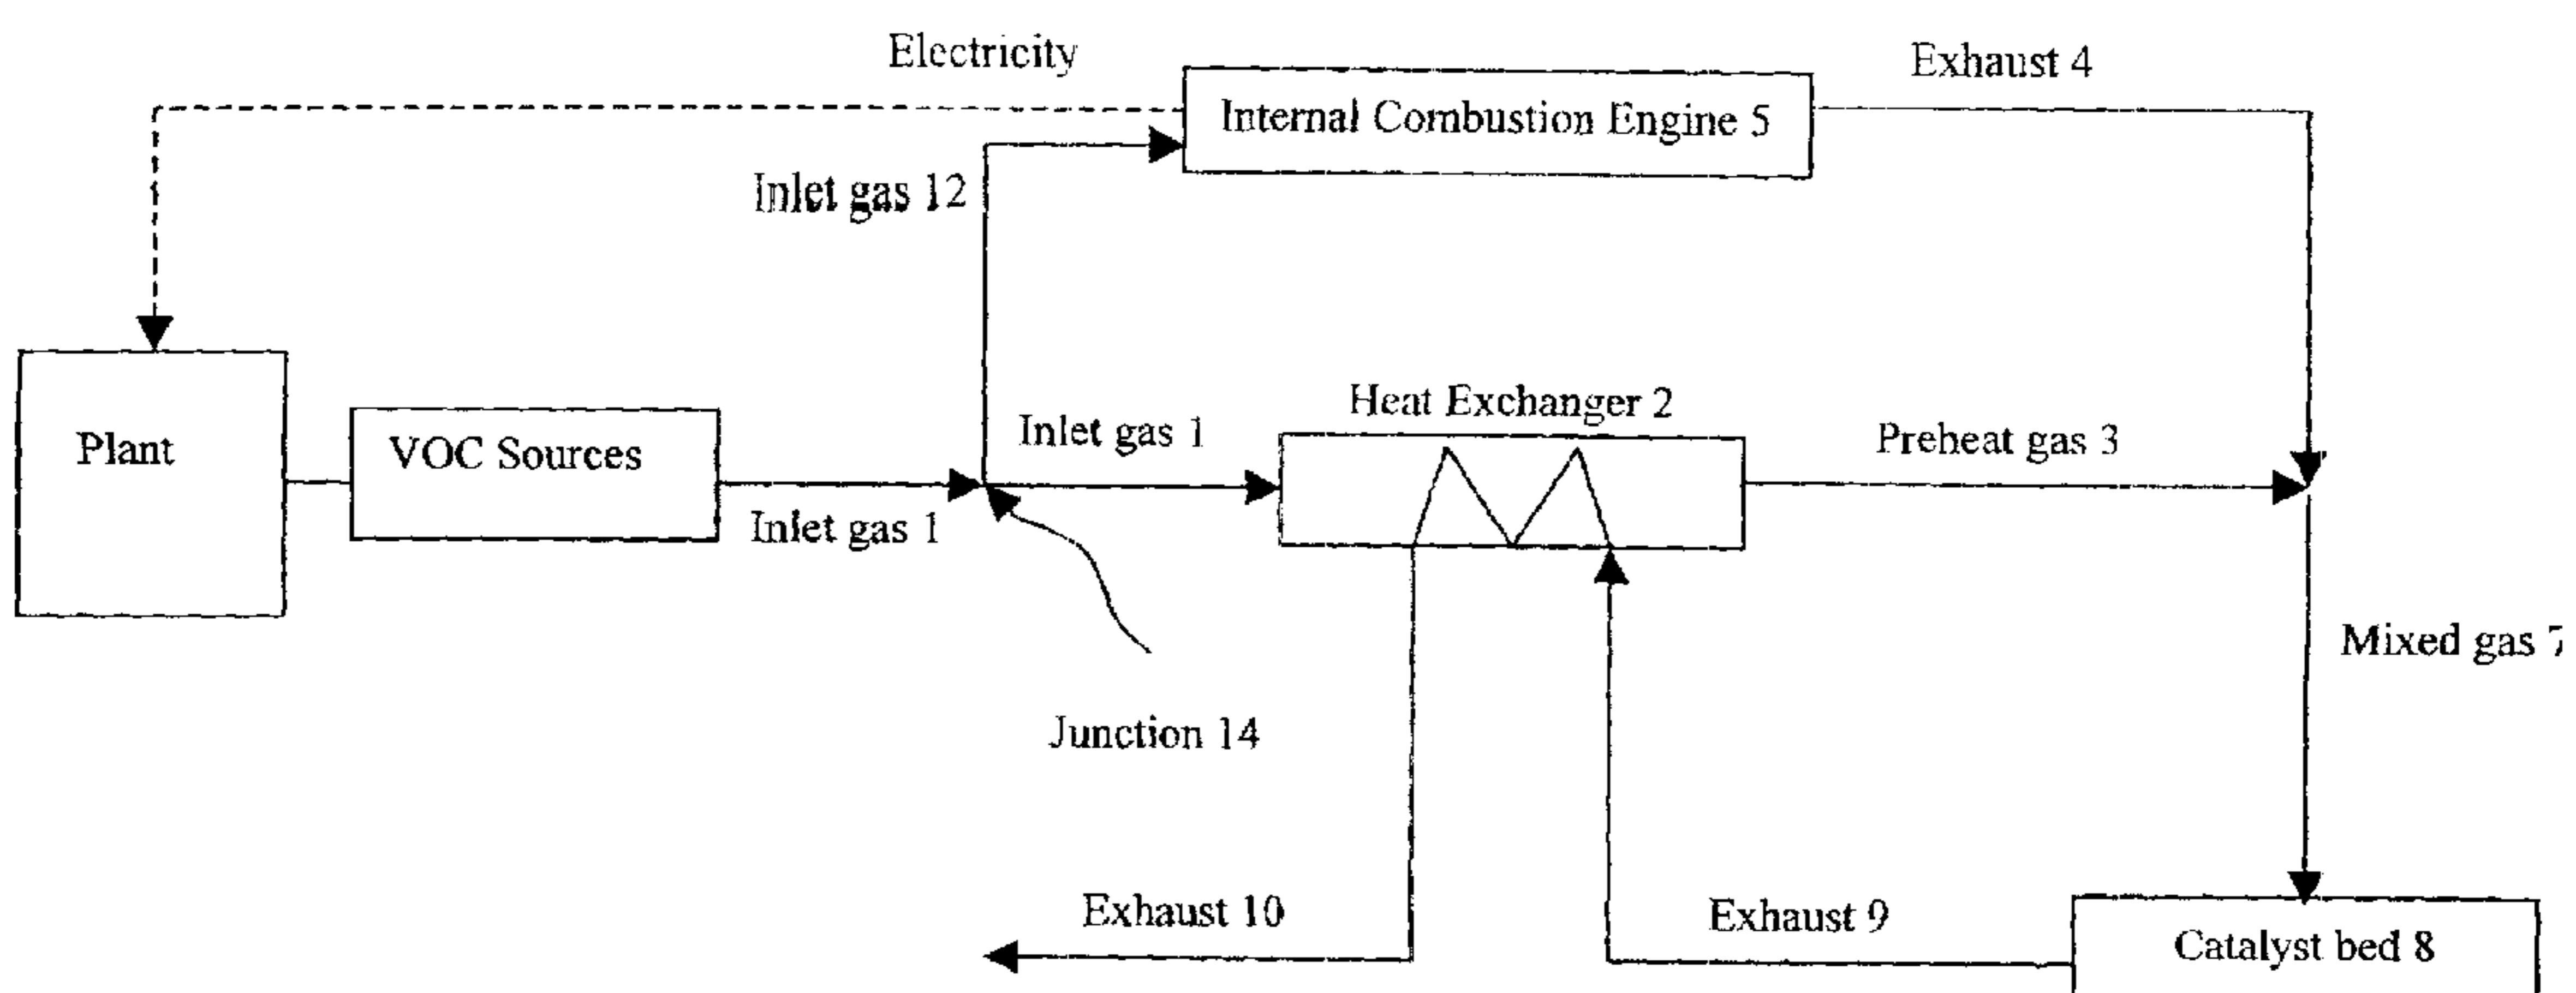 Electricity
Exhaust 4
Internal Combustion Engine 5
Inlet gas 12
Heat Exchanger 2
Inlet gas 1
Preheat gas 3
Plant
VOC Sources
Inlet gas 1
Mixed gas 7
Junction 14
Exhaust 10
Exhaust 9
Catalyst bed 8